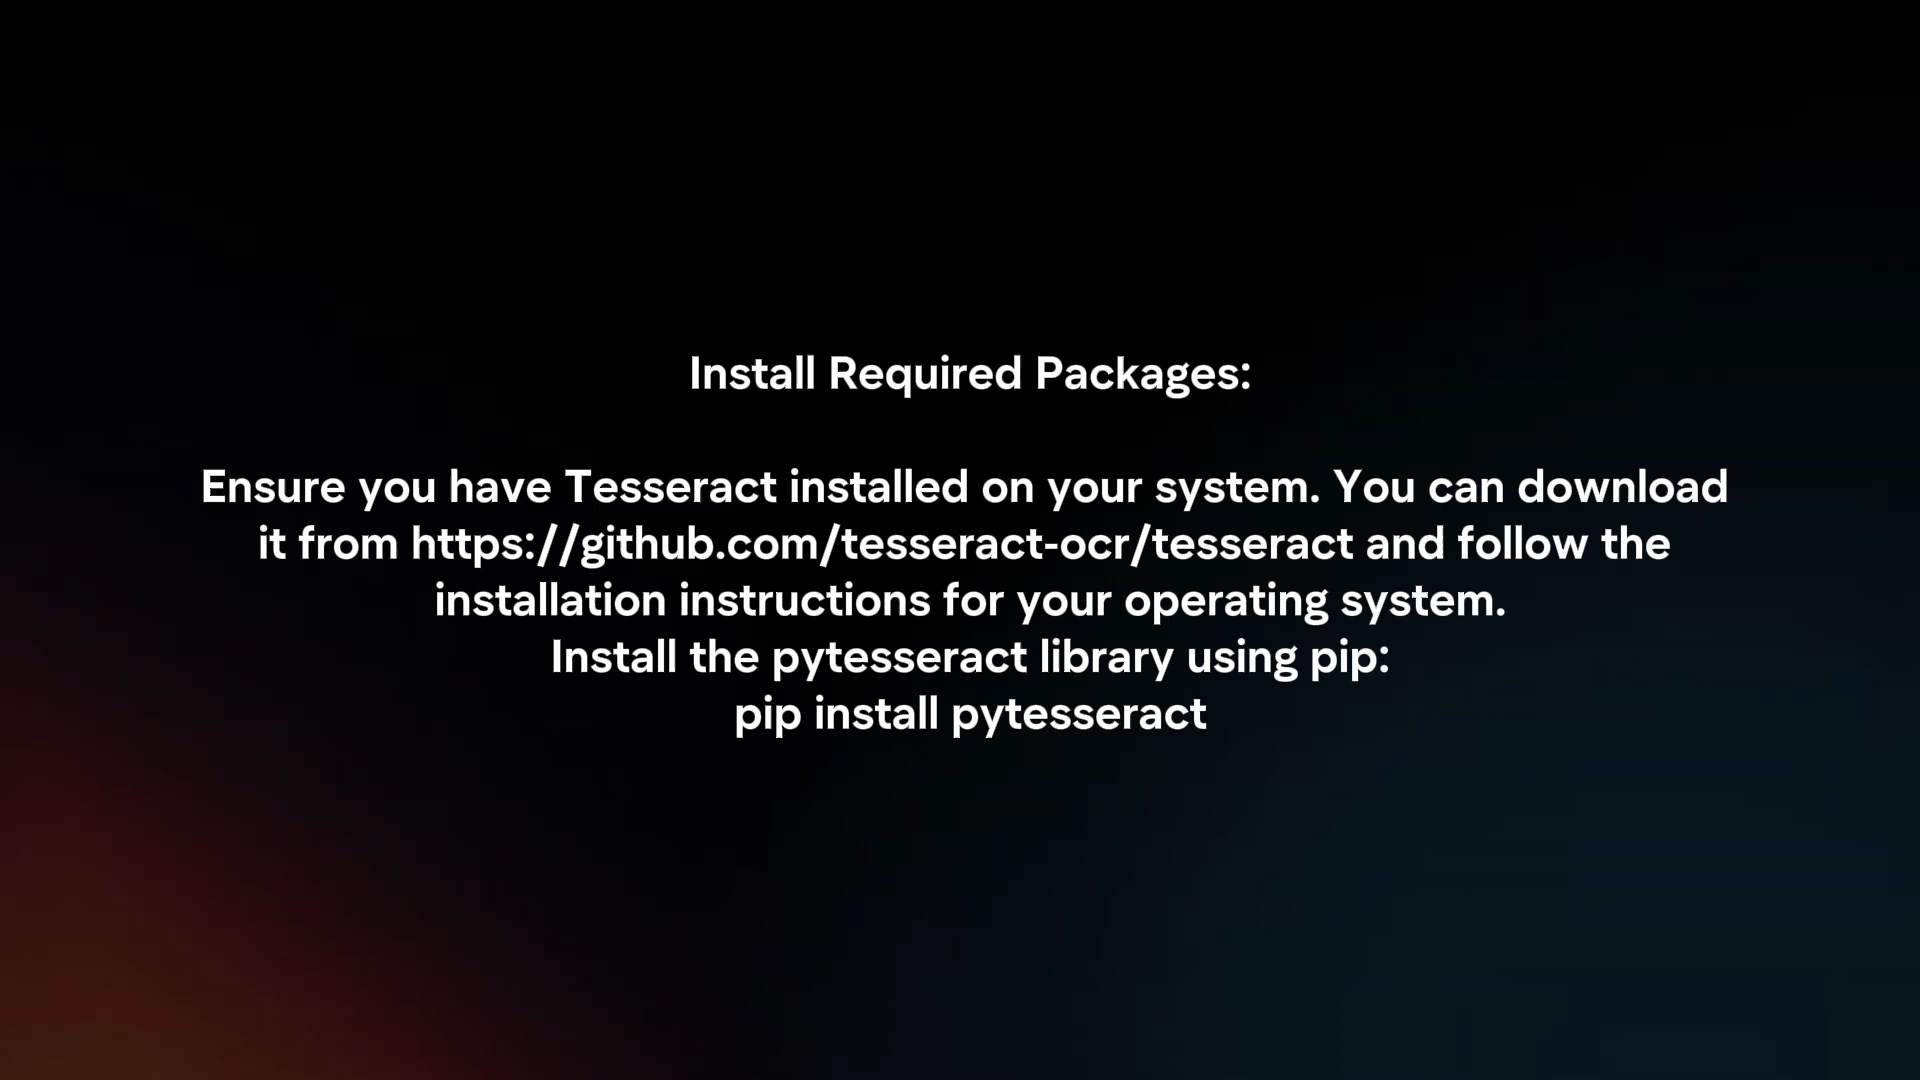 Install Required Packages:
Ensure you have Tesseract installed on your system. You can download
it from https://github.com/tesseract-ocr/tesseract and follow the
installation instructions for your operating system.
Install the pytesseract library using pip:
pip install pytesseract